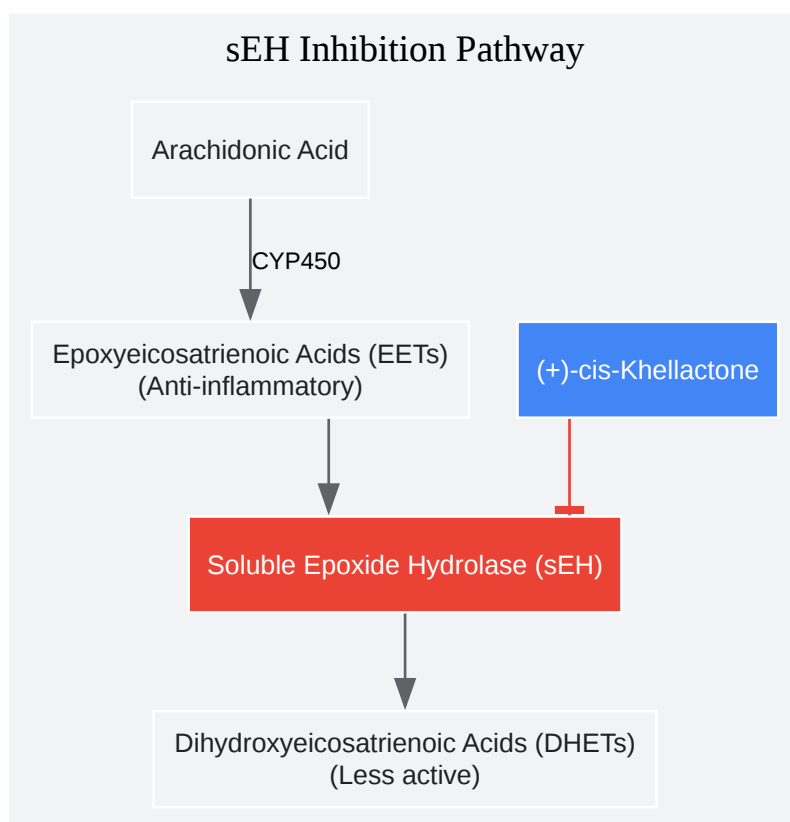 sEH Inhibition Pathway
Arachidonic Acid
CYP450
Epoxyeicosatrienoic Acids (EETs)
(Anti-inflammatory)
(+)-cis-Khellactone
Soluble Epoxide Hydrolase (sEH)
Dihydroxyeicosatrienoic Acids (DHETs)
(Less active)